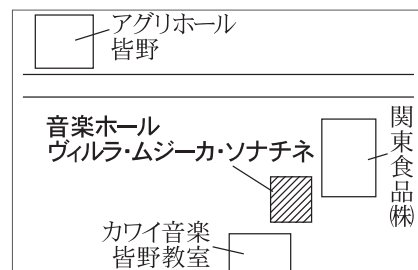 アグリホール
皆野
音楽ホール
ヴィルラ・ムジーカ・ソナチネ
関東食品㈱
カワイ音楽
皆野教室